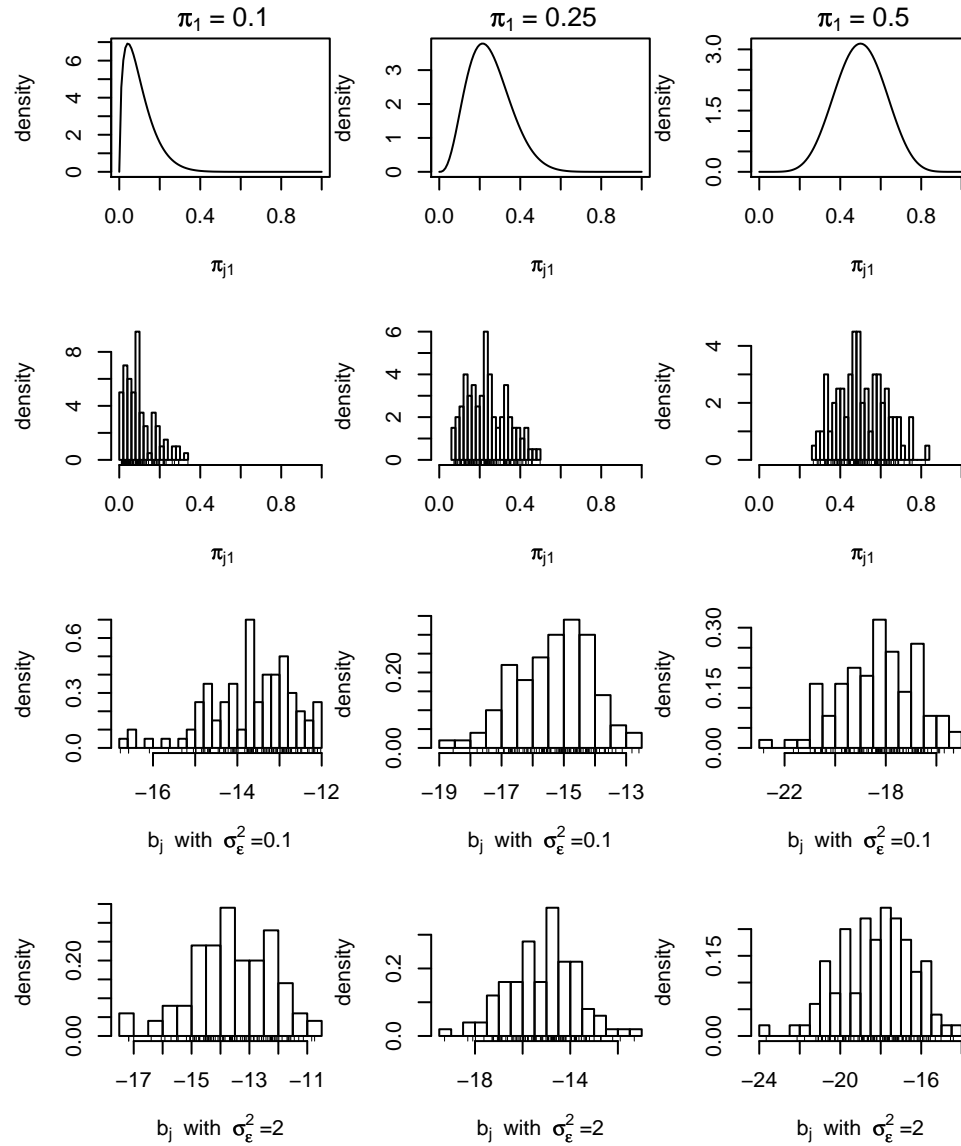 π1 = 0.1
π1 = 0.25
π1 = 0.5
density
0 2 4 6
0.0 0.4 0.8
πj1
density
0 1 2 3
0.0 0.4 0.8
πj1
density
0.0 1.5 3.0
0.0 0.4 0.8
πj1
density
0 4 8
0.0 0.4 0.8
πj1
density
0 2 4 6
0.0 0.4 0.8
πj1
density
0 2 4
0.0 0.4 0.8
πj1
density
0.0 0.3 0.6
−16 −14 −12
bj with σε2 =0.1
density
0.00 0.20
−19 −17 −15 −13
bj with σε2 =0.1
density
0.00 0.15 0.30
−22 −18
bj with σε2 =0.1
density
0.00 0.20
−17 −15 −13 −11
bj with σε2 =2
density
0.0 0.2
−18 −14
bj with σε2 =2
density
0.00 0.15
−24 −20 −16
bj with σε2 =2